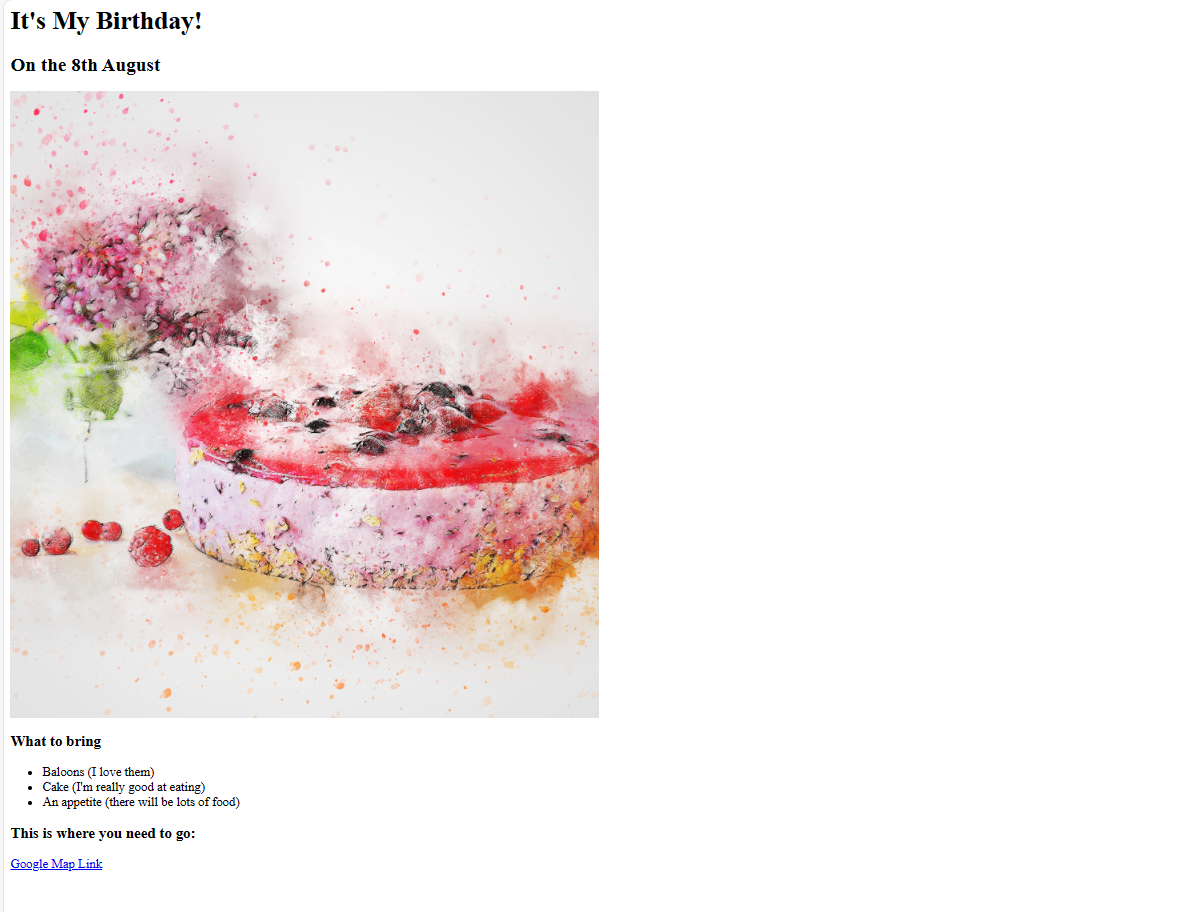 It's My Birthday!
On the 8th August
What to bring
Baloons (I love them)
Cake (I'm really good at eating)
An appetite (there will be lots of food)
This is where you need to go:
Google Map Link